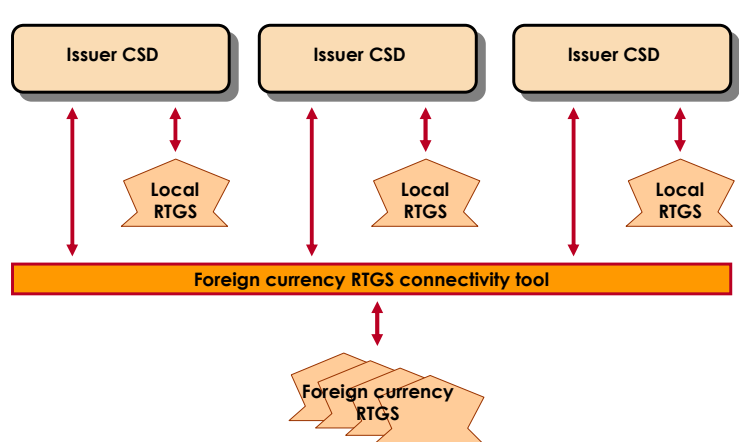 Issuer CSD
Issuer CSD
Issuer CSD
Local
RTGS
Local
RTGS
Local
RTGS
Foreign currency RTGS connectivity tool
Foreign currency
RTGS